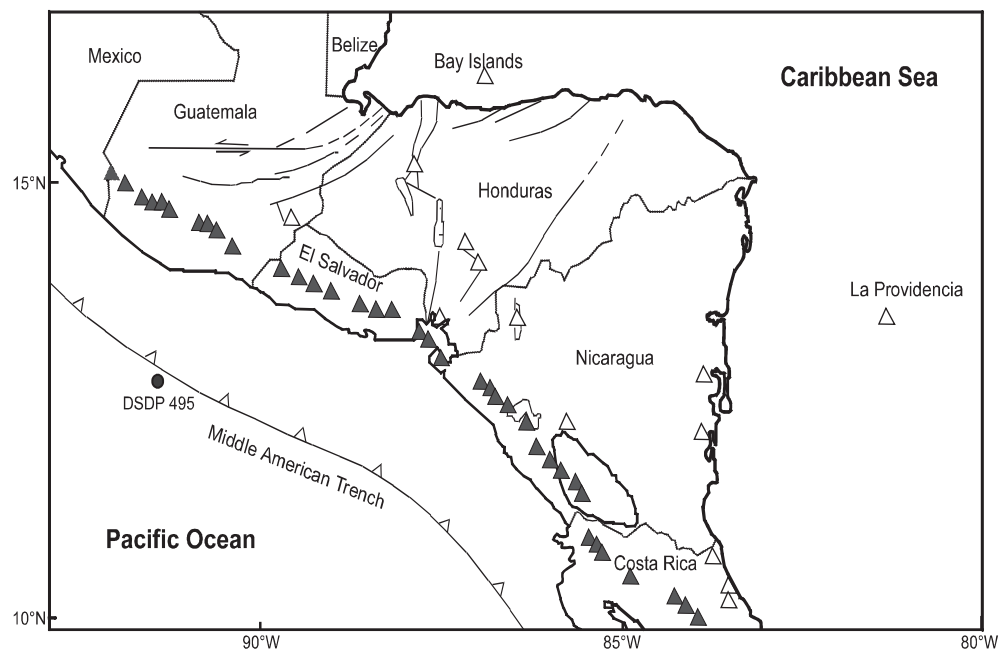 Mexico
Belize
Bay Islands
Caribbean Sea
Guatemala
15°N
Honduras
El Salvador
La Providencia
Nicaragua
DSDP 495
Middle American Trench
Pacific Ocean
Costa Rica
10°N
90°W
85°W
80°W